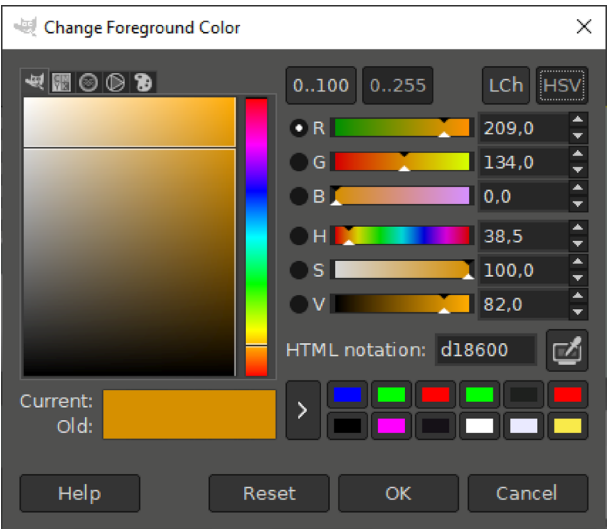 Change Foreground Color
0..100 0..255 LCh HSV
R 209,0
G 134,0
B 0,0
H 38,5
S 100,0
V 82,0
HTML notation: d18600
Current:
Old:
Help Reset OK Cancel